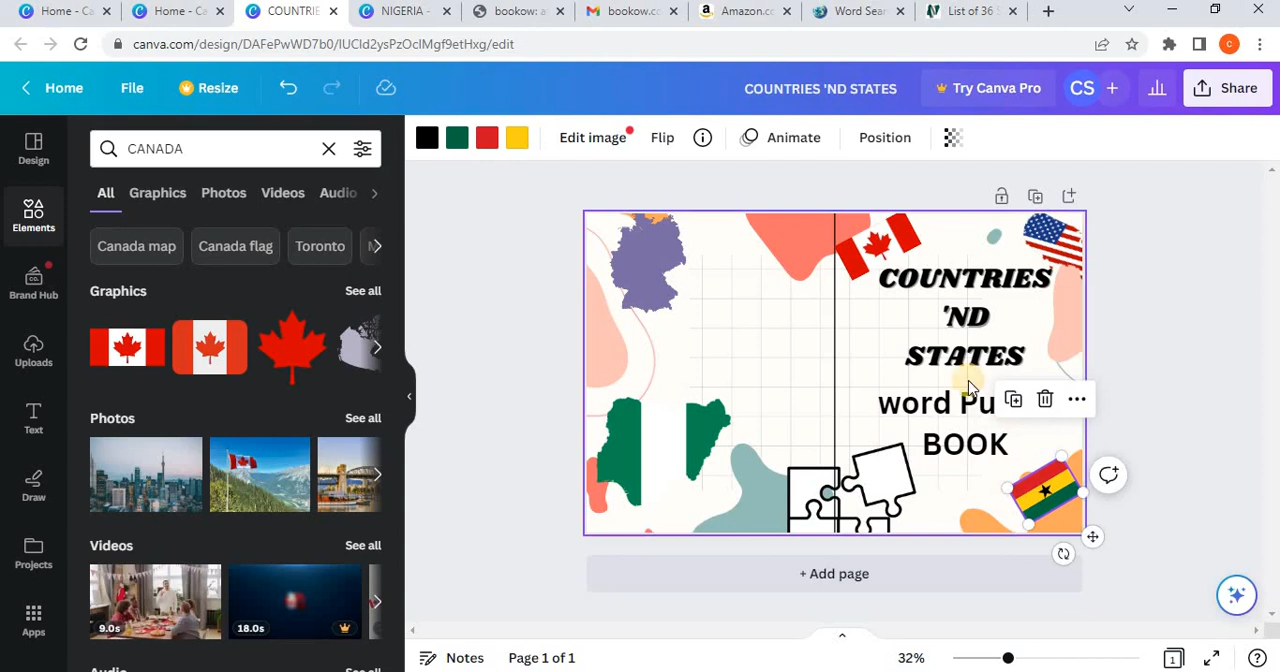 Home - Ca
Home - Ca
COUNTRIE
NIGERIA -
bookow: a
bookow.co
Amazon.co
Word Sear
List of 36 S
canva.com/design/DAFePwWD7b0/IUCld2ysPzOclMgf9etHxg/edit
C
Home
File
Resize
COUNTRIES 'ND STATES
Try Canva Pro
CS
Share
Design
Elements
Brand Hub
Uploads
Text
Draw
Projects
Apps
CANADA
All
Graphics
Photos
Videos
Audio
Canada map
Canada flag
Toronto
Graphics
See all
Photos
See all
Videos
See all
9.0s
18.0s
Audio
Edit image
Flip
Animate
Position
COUNTRIES
'ND
STATES
word Pu
BOOK
+ Add page
Notes
Page 1 of 1
32%
1